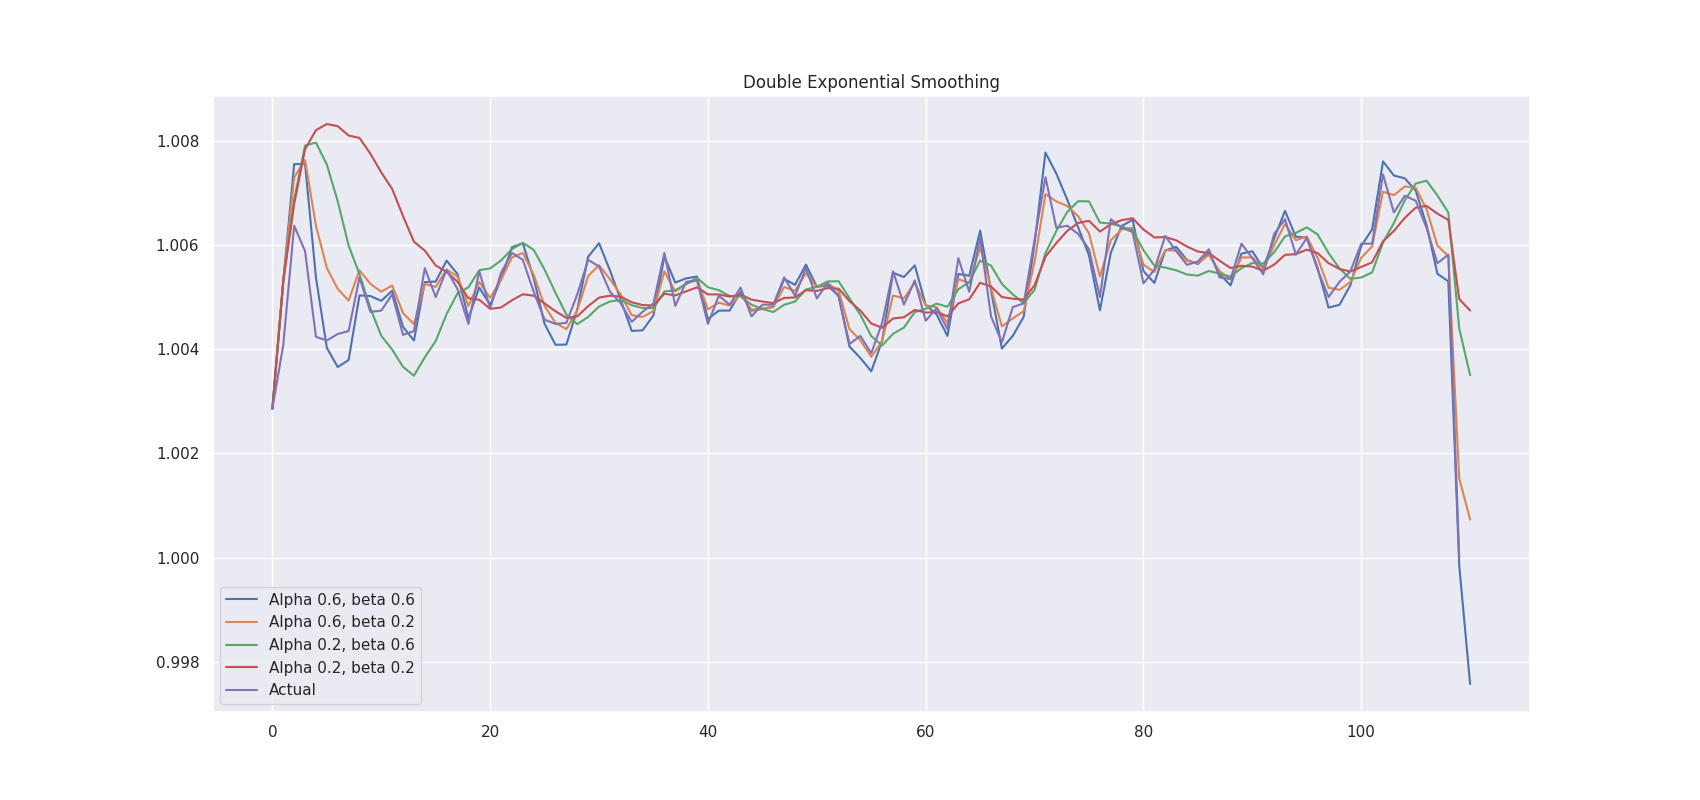 Double Exponential Smoothing
1.008
1.006
1.004
1.002
1.000
0.998
Alpha 0.6, beta 0.6
Alpha 0.6, beta 0.2
Alpha 0.2, beta 0.6
Alpha 0.2, beta 0.2
Actual
0 20 40 60 80 100